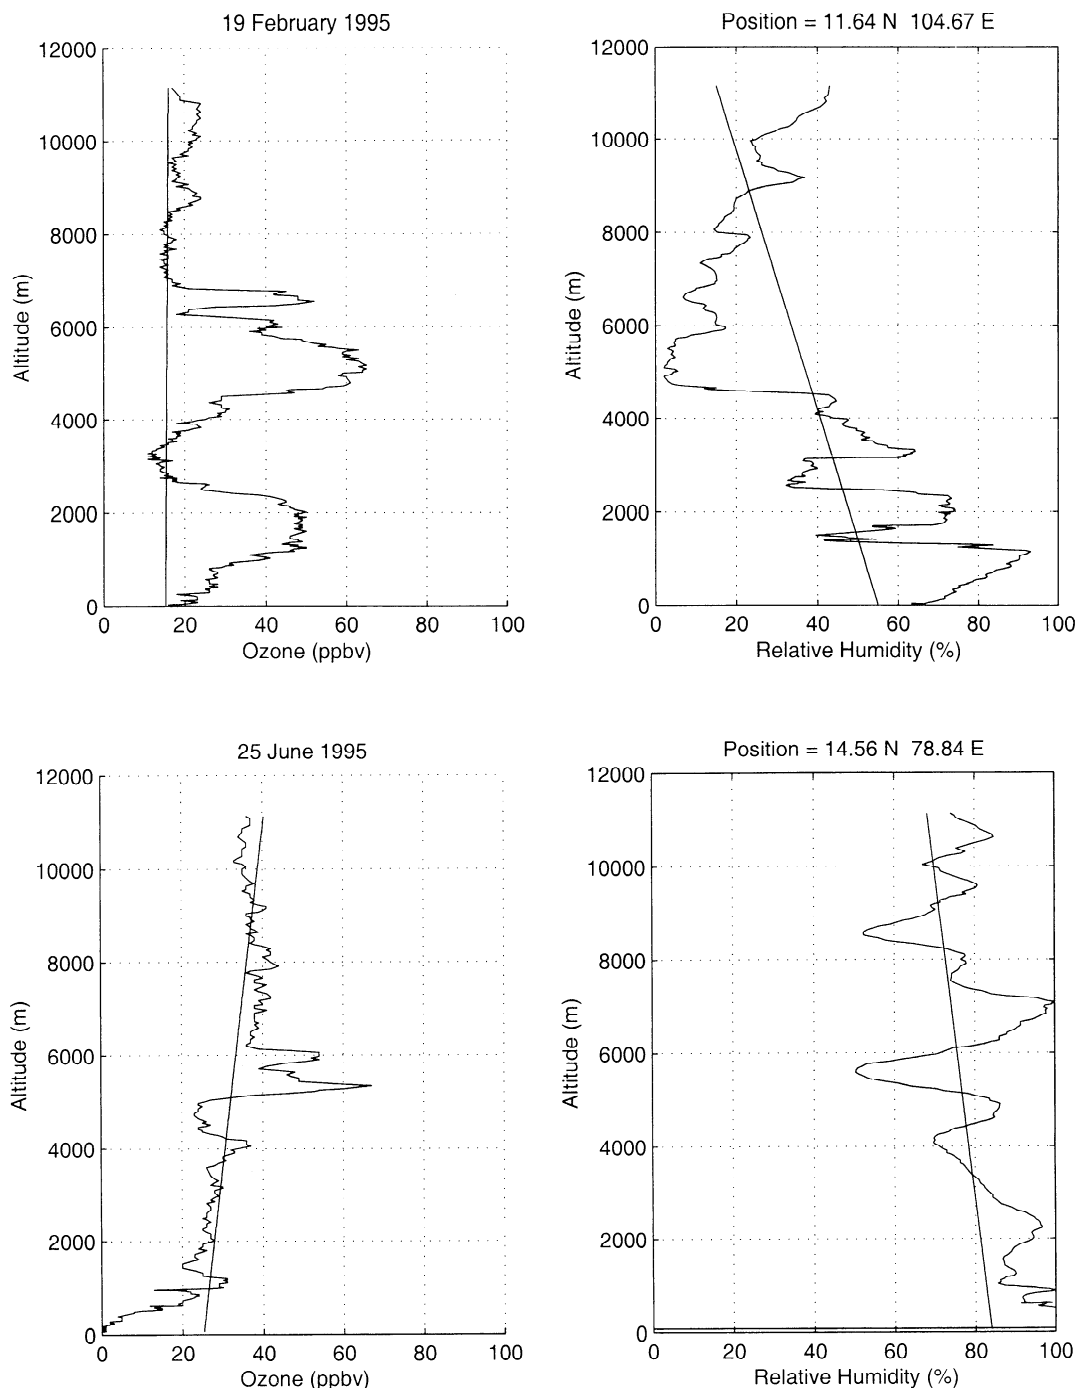 19 February 1995
12000
10000
8000
6000
4000
2000
0
Altitude (m)
0 20 40 60 80 100
Ozone (ppbv)
Position = 11.64 N 104.67 E
12000
10000
8000
6000
4000
2000
0
Altitude (m)
0 20 40 60 80 100
Relative Humidity (%)
25 June 1995
12000
10000
8000
6000
4000
2000
0
Altitude (m)
0 20 40 60 80 100
Ozone (ppbv)
Position = 14.56 N 78.84 E
12000
10000
8000
6000
4000
2000
0
Altitude (m)
0 20 40 60 80 100
Relative Humidity (%)